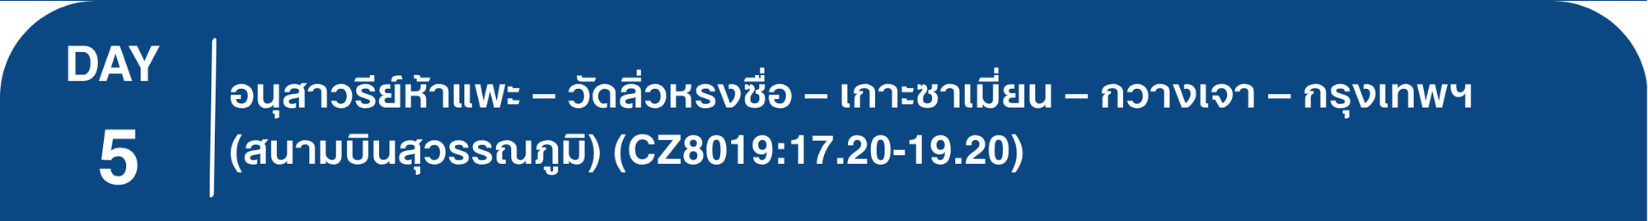 DAY
5
อนุสาวรีย์ห้าแพะ – วัดลิ่วหรงซื่อ – เกาะซาเมี่ยน – กวางเจา – กรุงเทพฯ
(สนามบินสุวรรณภูมิ) (CZ8019:17.20-19.20)